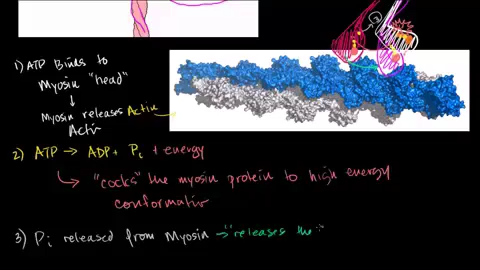 1) ATP Binds to
Myosin "head"
↓
Myosin releases Actin
Actin
2) ATP → ADP + Pi + energy
↳ "cocks" the myosin protein to high energy
conformation
3) Pi released from Myosin → "releases the